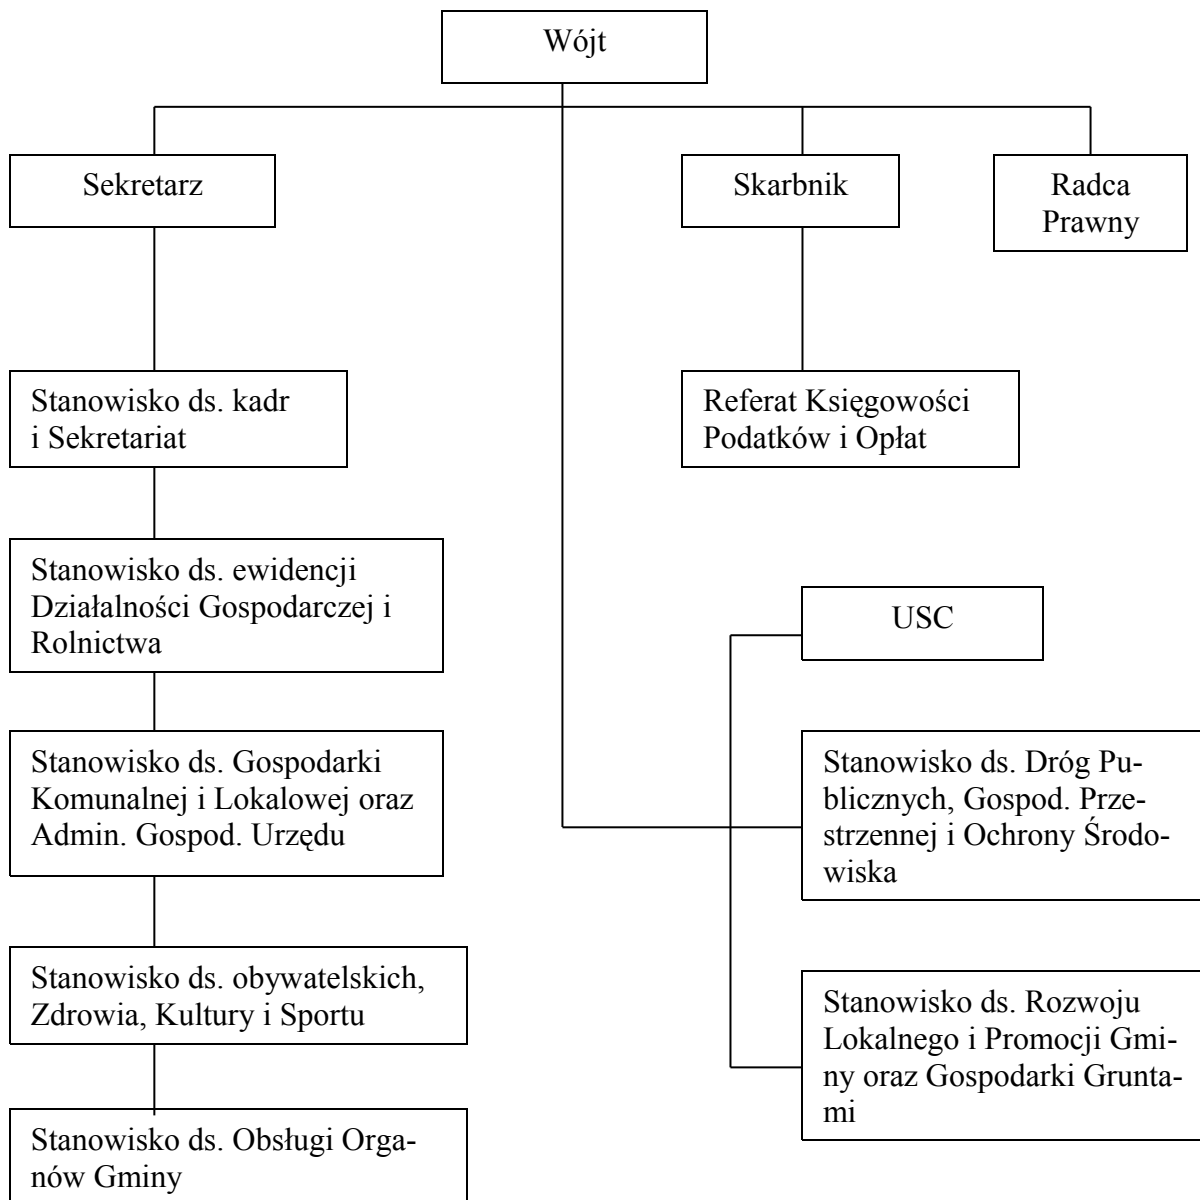 Wójt
Sekretarz
Skarbnik
Radca
Prawny
Stanowisko ds. kadr
i Sekretariat
Referat Księgowości
Podatków i Opłat
Stanowisko ds. ewidencji
Działalności Gospodarczej i
Rolnictwa
USC
Stanowisko ds. Gospodarki
Komunalnej i Lokalowej oraz
Admin. Gospod. Urzędu
Stanowisko ds. Dróg Pu-
blicznych, Gospod. Prze-
strzennej i Ochrony Środo-
wiska
Stanowisko ds. obywatelskich,
Zdrowia, Kultury i Sportu
Stanowisko ds. Rozwoju
Lokalnego i Promocji Gmi-
ny oraz Gospodarki Grunta-
mi
Stanowisko ds. Obsługi Orga-
nów Gminy